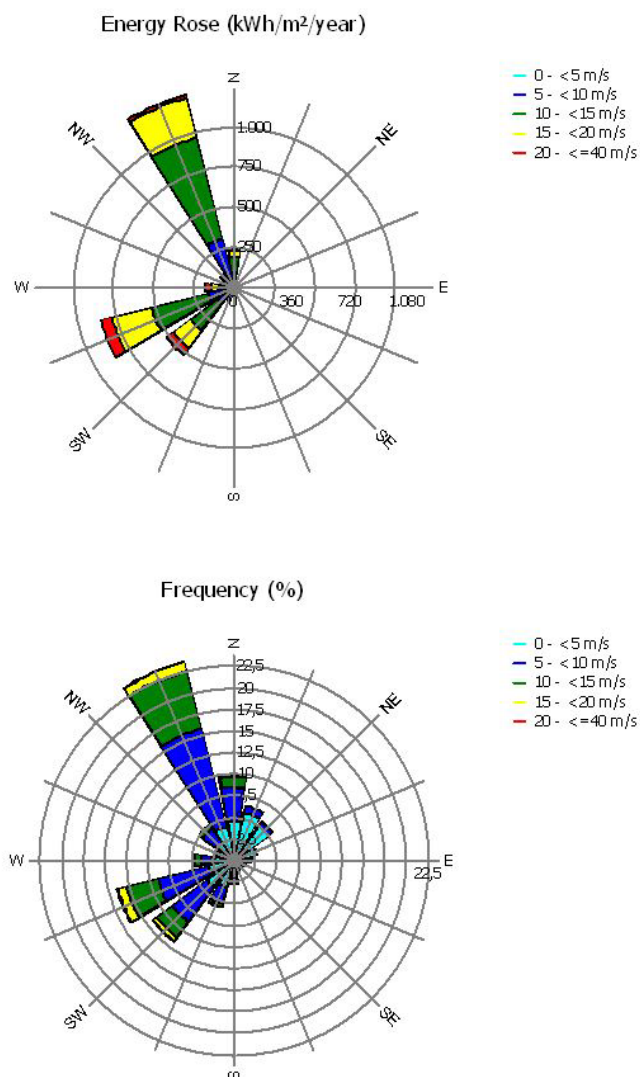 Energy Rose (kWh/m²/year)
N
0 - <5 m/s
5 - <10 m/s
10 - <15 m/s
15 - <20 m/s
20 - <=40 m/s
NW
NE
1.000
750
500
250
W
0
360
720
1.080
E
SW
SE
S
Frequency (%)
N
0 - <5 m/s
5 - <10 m/s
10 - <15 m/s
15 - <20 m/s
20 - <=40 m/s
NW
NE
22,5
20
17,5
15
12,5
10
7,5
W
22,5
E
SW
SE
S